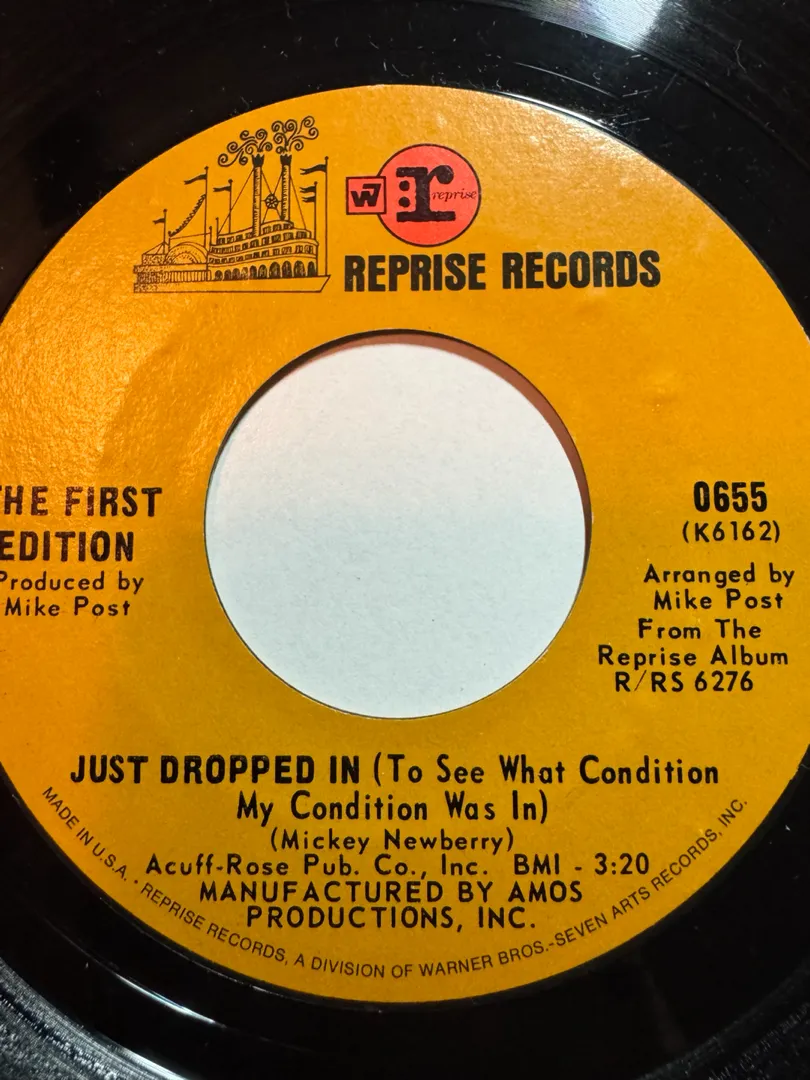 W7
r: reprise
REPRISE RECORDS
THE FIRST
EDITION
Produced by
Mike Post
0655
(K6162)
Arranged by
Mike Post
From The
Reprise Album
R/RS 6276
JUST DROPPED IN (To See What Condition
My Condition Was In)
(Mickey Newberry)
Acuff-Rose Pub. Co., Inc. BMI - 3:20
MANUFACTURED BY AMOS
PRODUCTIONS, INC.
MADE IN U.S.A. • REPRISE RECORDS, A DIVISION OF WARNER BROS.-SEVEN ARTS RECORDS, INC.